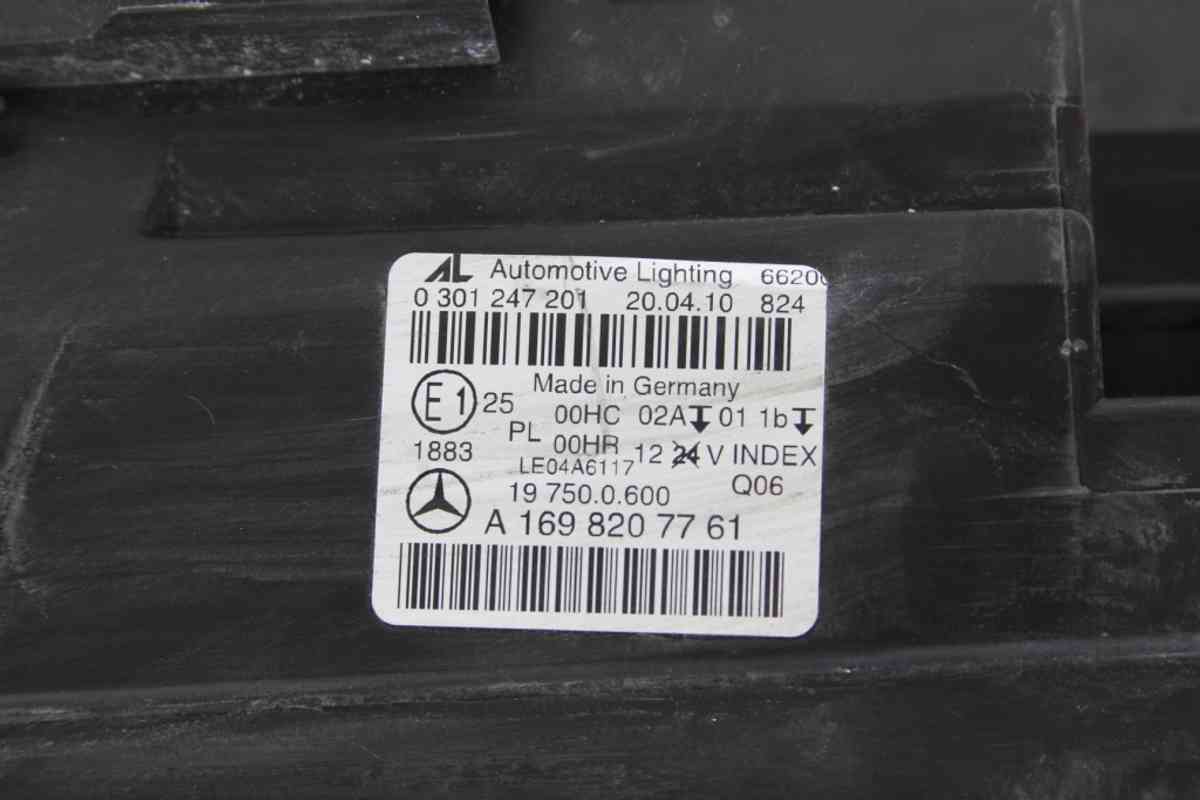 AL Automotive Lighting 6620
0 301 247 201 20.04.10 824
Made in Germany
E1 25 00HC 02A 01 1b
PL 00HR 12 24 V INDEX
1883 LE04A6117 Q06
19 750.0.600
A 169 820 77 61